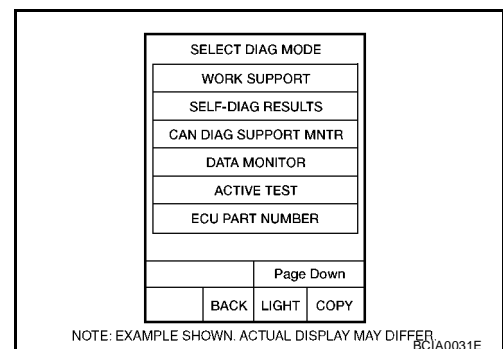 SELECT DIAG MODE
WORK SUPPORT
SELF-DIAG RESULTS
CAN DIAG SUPPORT MNTR
DATA MONITOR
ACTIVE TEST
ECU PART NUMBER
Page Down
BACK LIGHT COPY
NOTE: EXAMPLE SHOWN. ACTUAL DISPLAY MAY DIFFER.
BCIA0031E